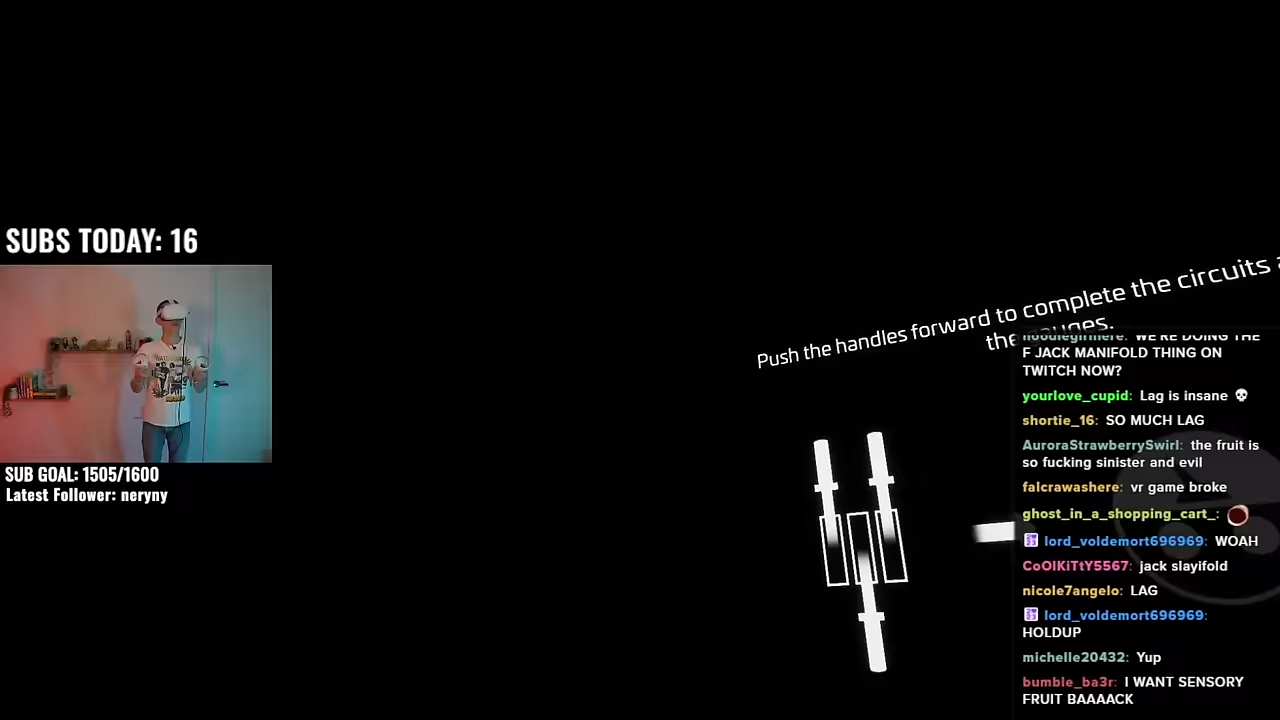 SUBS TODAY: 16
SUB GOAL: 1505/1600
Latest Follower: neryny
Push the handles forward to complete the circuits
the gauges.
WE'RE DOING THE
F JACK MANIFOLD THING ON
TWITCH NOW?
yourlove_cupid: Lag is insane 💀
shortie_16: SO MUCH LAG
AuroraStrawberrySwirl: the fruit is
so fucking sinister and evil
falcrawashere: vr game broke
ghost_in_a_shopping_cart_:
lord_voldemort696969: WOAH
CoOlKiTtY5567: jack slayifold
nicole7angelo: LAG
lord_voldemort696969:
HOLDUP
michelle20432: Yup
bumble_ba3r: I WANT SENSORY
FRUIT BAAAACK